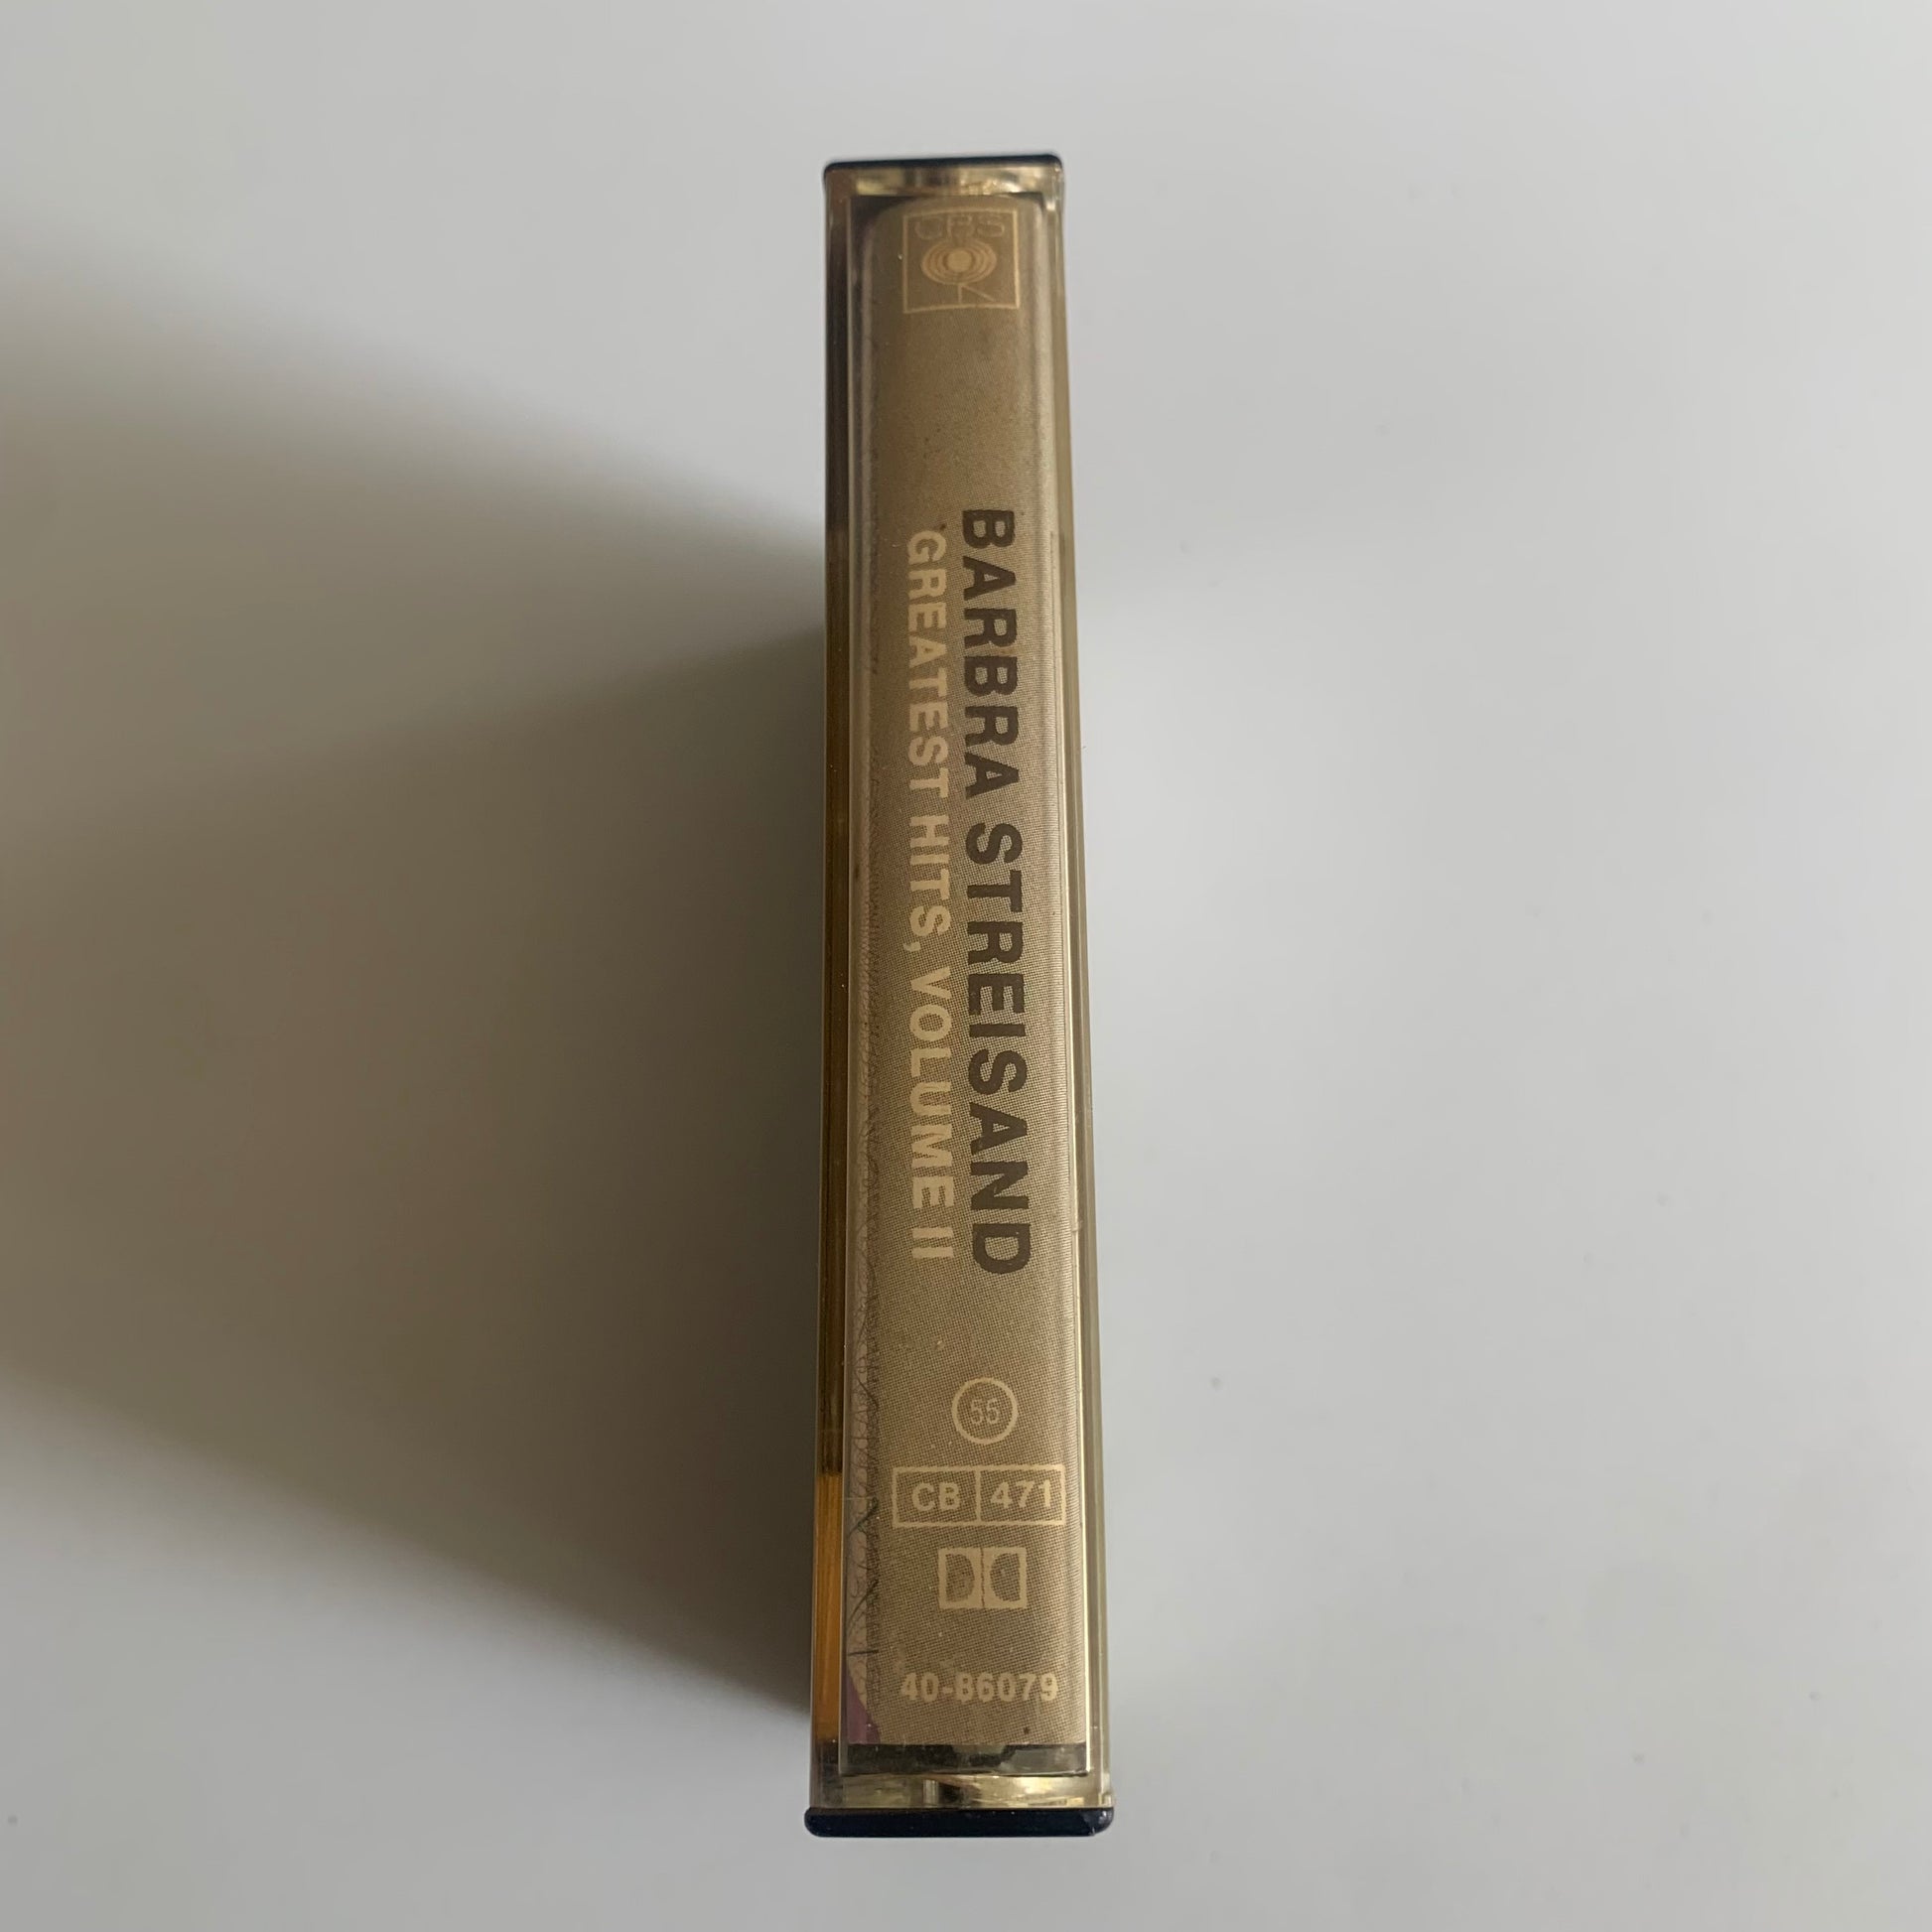 CBS
BARBRA STREISAND
GREATEST HITS, VOLUME II
55
CB 471
40-86079